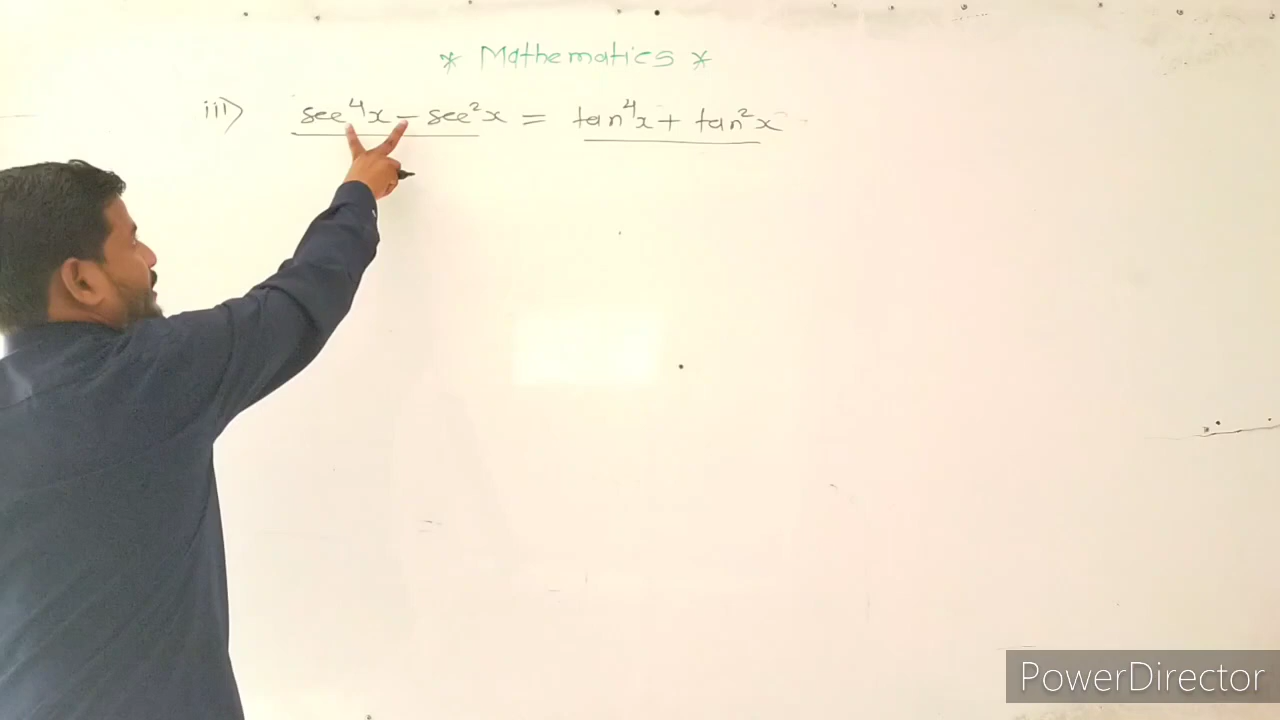 * Mathematics *
iii) sec⁴x - sec²x = tan⁴x + tan²x
PowerDirector